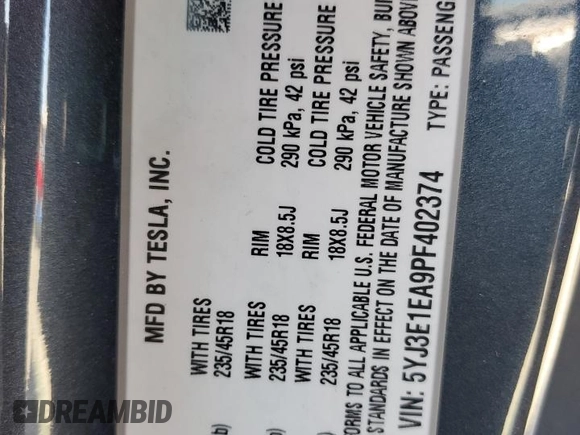 MFD BY TESLA, INC.
WITH TIRES RIM COLD TIRE PRESSURE
235/45R18 18X8.5J 290 kPa, 42 psi
WITH TIRES RIM COLD TIRE PRESSURE
235/45R18 18X8.5J 290 kPa, 42 psi
WITH TIRES
235/45R18
TO ALL APPLICABLE U.S. FEDERAL MOTOR VEHICLE SAFETY,
STANDARDS IN EFFECT ON THE DATE OF MANUFACTURE SHOWN
VIN: 5YJ3E1EA9PF402374 TYPE:
DREAMBID